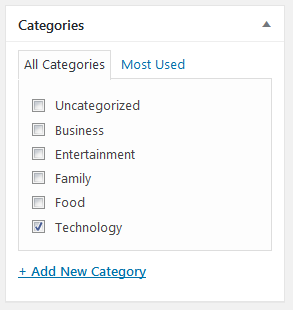 Categories
All Categories Most Used
Uncategorized
Business
Entertainment
Family
Food
Technology
+ Add New Category